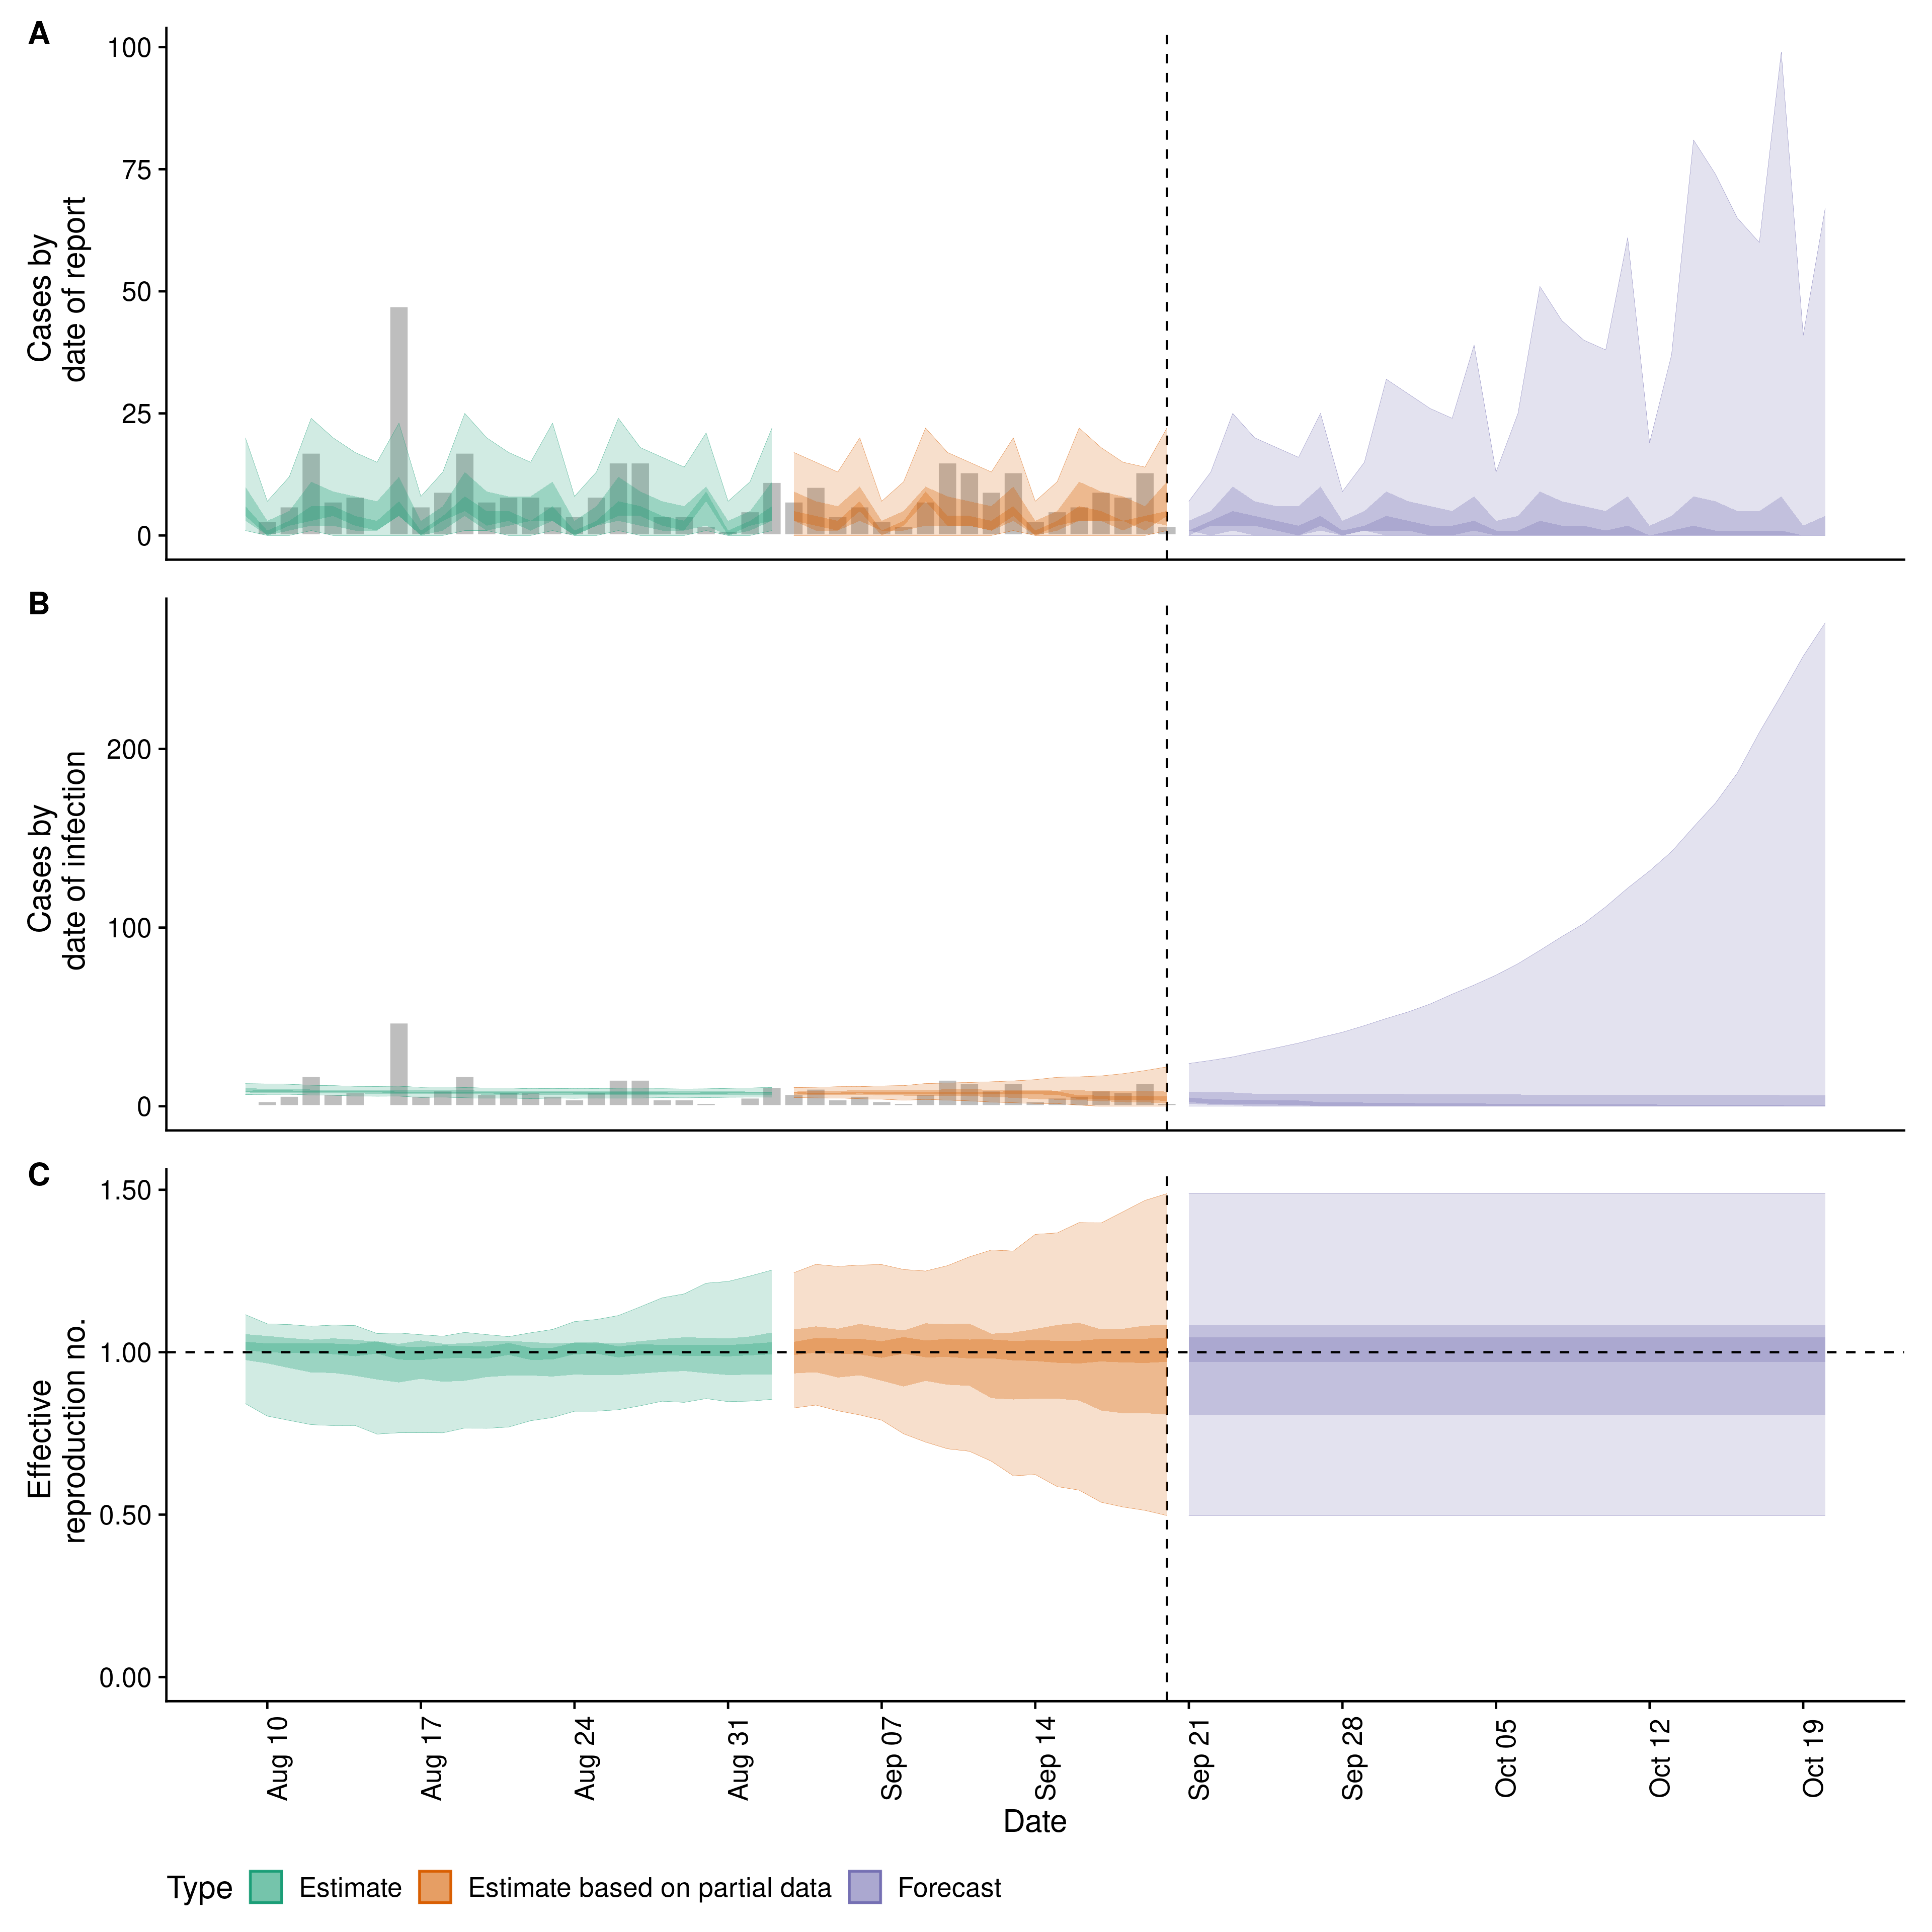 A
100
75
50
25
0
Cases by
date of report
B
200
100
0
Cases by
date of infection
C
1.50
1.00
0.50
0.00
Effective
reproduction no.
Aug 10
Aug 17
Aug 24
Aug 31
Sep 07
Sep 14
Sep 21
Sep 28
Oct 05
Oct 12
Oct 19
Date
Type Estimate Estimate based on partial data Forecast